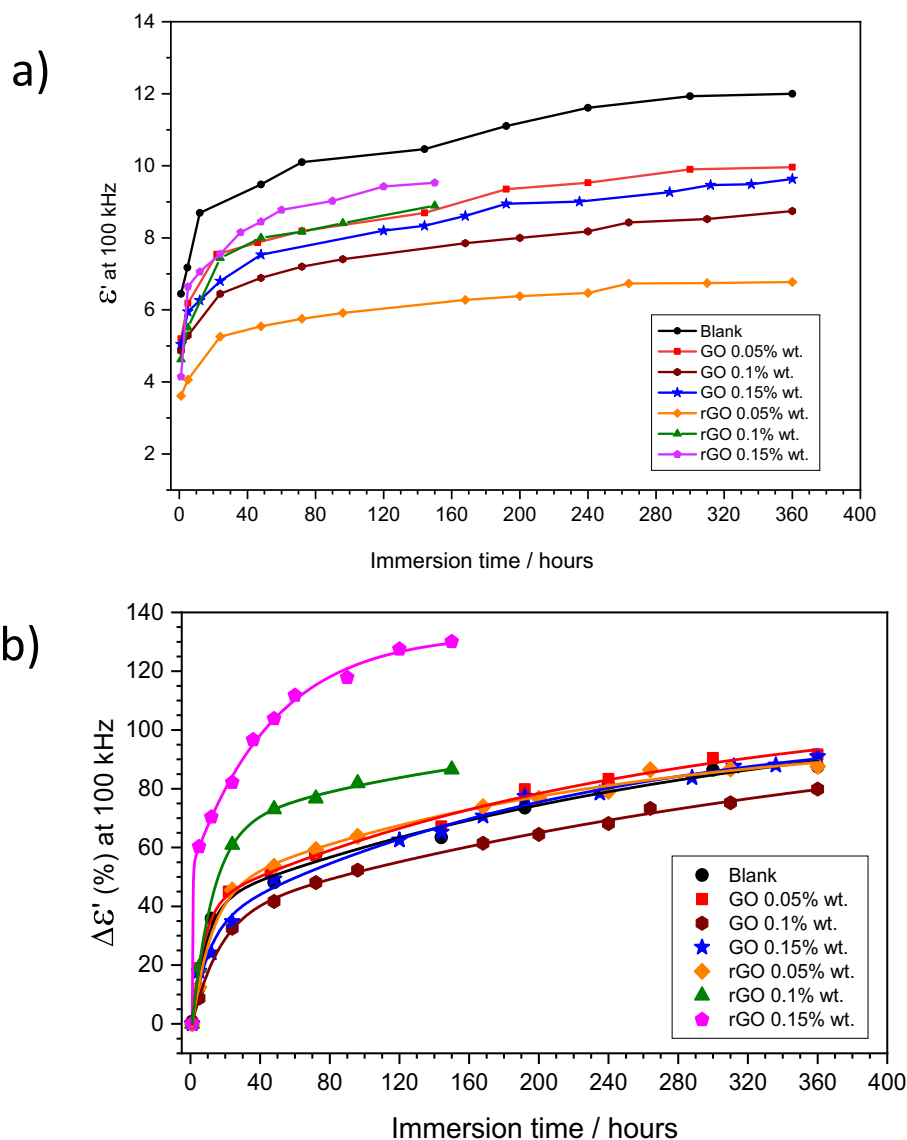 a)
14
12
10
8
6
4
2
ε' at 100 kHz
Blank
GO 0.05% wt.
GO 0.1% wt.
GO 0.15% wt.
rGO 0.05% wt.
rGO 0.1% wt.
rGO 0.15% wt.
0 40 80 120 160 200 240 280 320 360 400
Immersion time / hours
b)
140
120
100
80
60
40
20
0
Δε' (%) at 100 kHz
Blank
GO 0.05% wt.
GO 0.1% wt.
GO 0.15% wt.
rGO 0.05% wt.
rGO 0.1% wt.
rGO 0.15% wt.
0 40 80 120 160 200 240 280 320 360 400
Immersion time / hours